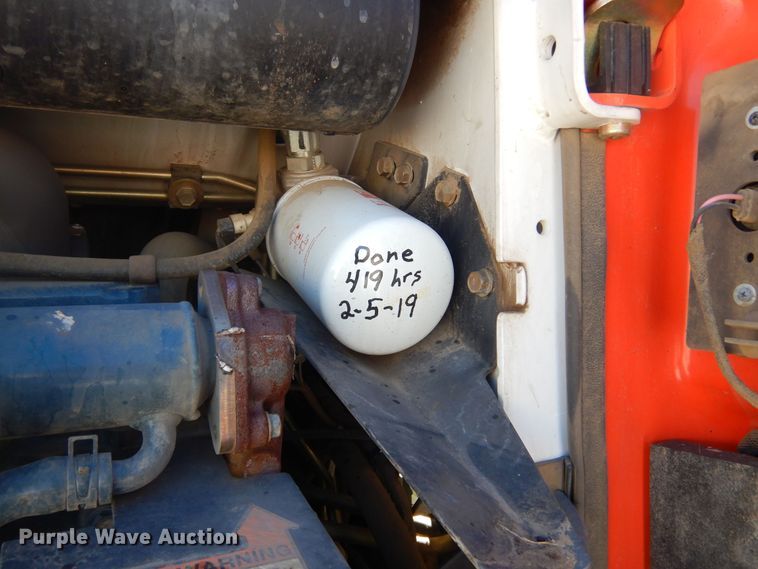 Done
419 hrs
2-5-19
WARNING
Purple Wave Auction®